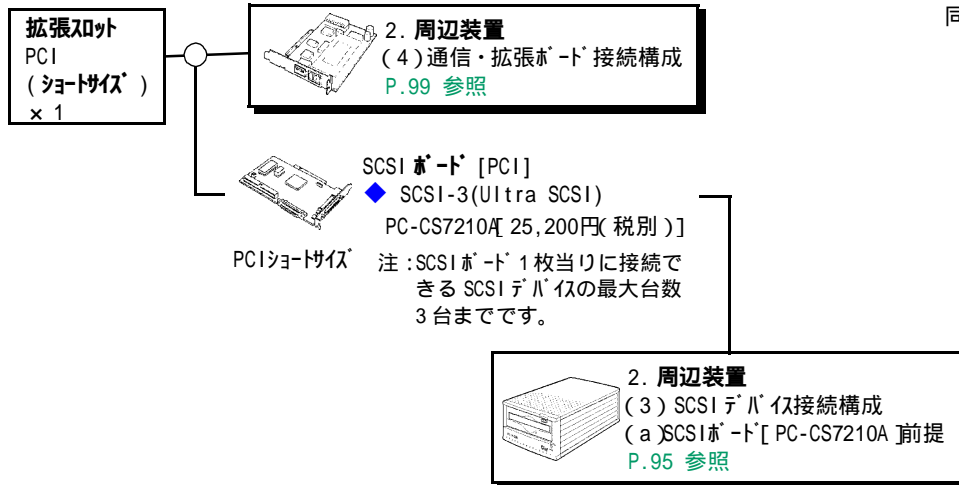 同
拡張スロット
PCI
(ショートサイズ)
× 1
2. 周辺装置
(4)通信・拡張ボード接続構成
P.99 参照
SCSI ボード [PCI]
◆ SCSI-3(Ultra SCSI)
PC-CS7210A[25,200円(税別)]
PCIショートサイズ
注:SCSIボード1枚当りに接続で
きる SCSIデバイスの最大台数
3台までです。
2. 周辺装置
(3)SCSIデバイス接続構成
(a)SCSIボード[PC-CS7210A]前提
P.95 参照